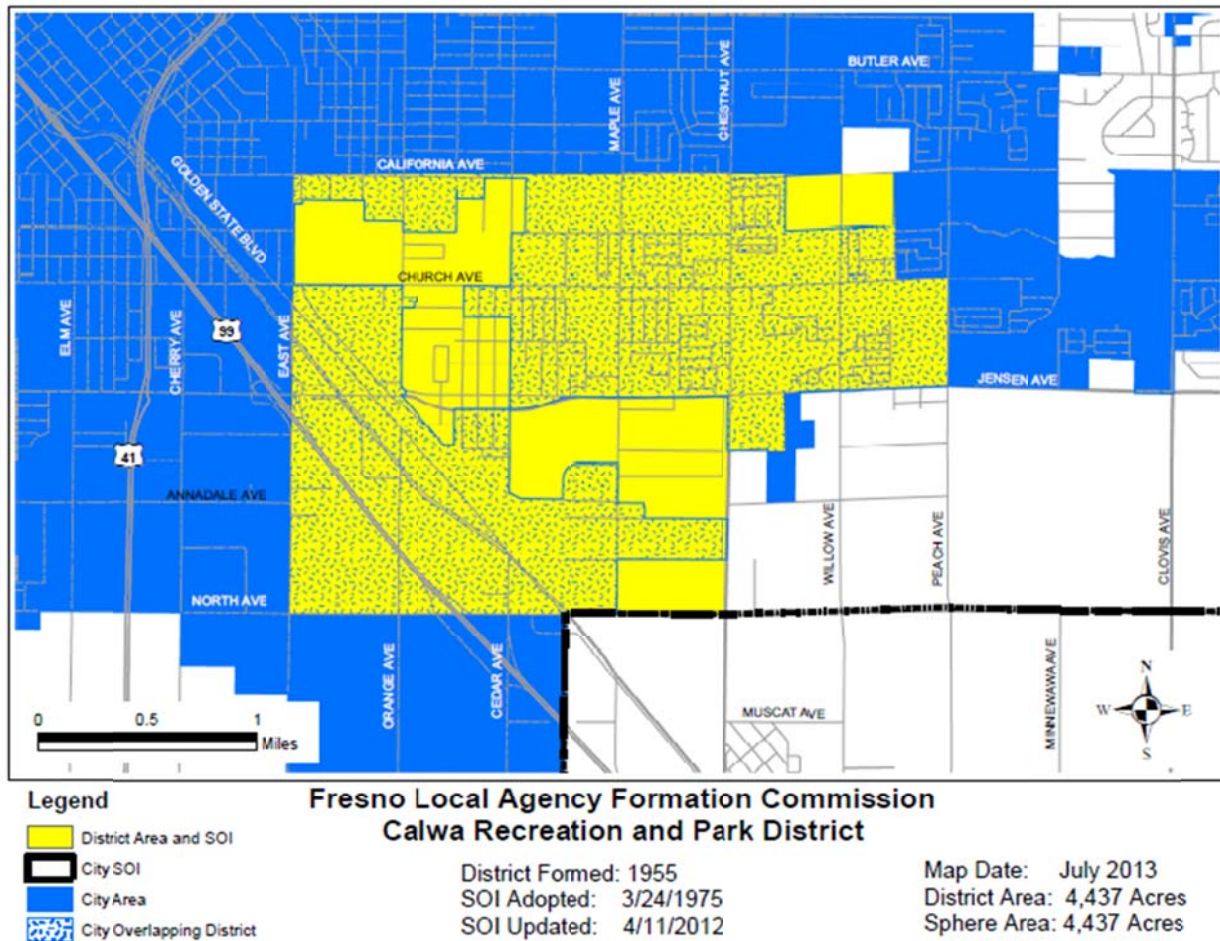 BUTLER AVE
MAPLE AVE
CHESTNUT AVE
CALIFORNIA AVE
GOLDEN STATE BLVD
CHURCH AVE
ELM AVE
CHERRY AVE
99
EAST AVE
JENSEN AVE
41
ANNADALE AVE
WILLOW AVE
PEACH AVE
CLOVIS AVE
NORTH AVE
ORANGE AVE
CEDAR AVE
MUSCAT AVE
MINNEWAWA AVE
N
W E
S
0 0.5 1
Miles
Legend
District Area and SOI
City SOI
City Area
City Overlapping District
Fresno Local Agency Formation Commission
Calwa Recreation and Park District
District Formed: 1955
SOI Adopted: 3/24/1975
SOI Updated: 4/11/2012
Map Date: July 2013
District Area: 4,437 Acres
Sphere Area: 4,437 Acres